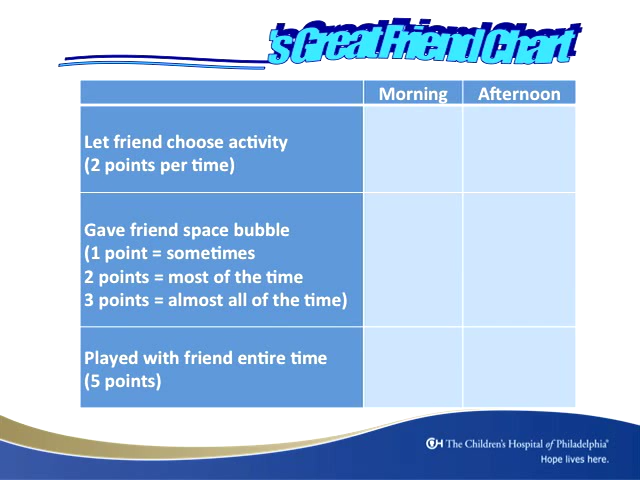 's Great Friend Chart
Morning Afternoon
Let friend choose activity
(2 points per time)
Gave friend space bubble
(1 point = sometimes
2 points = most of the time
3 points = almost all of the time)
Played with friend entire time
(5 points)
CH The Children's Hospital of Philadelphia®
Hope lives here.